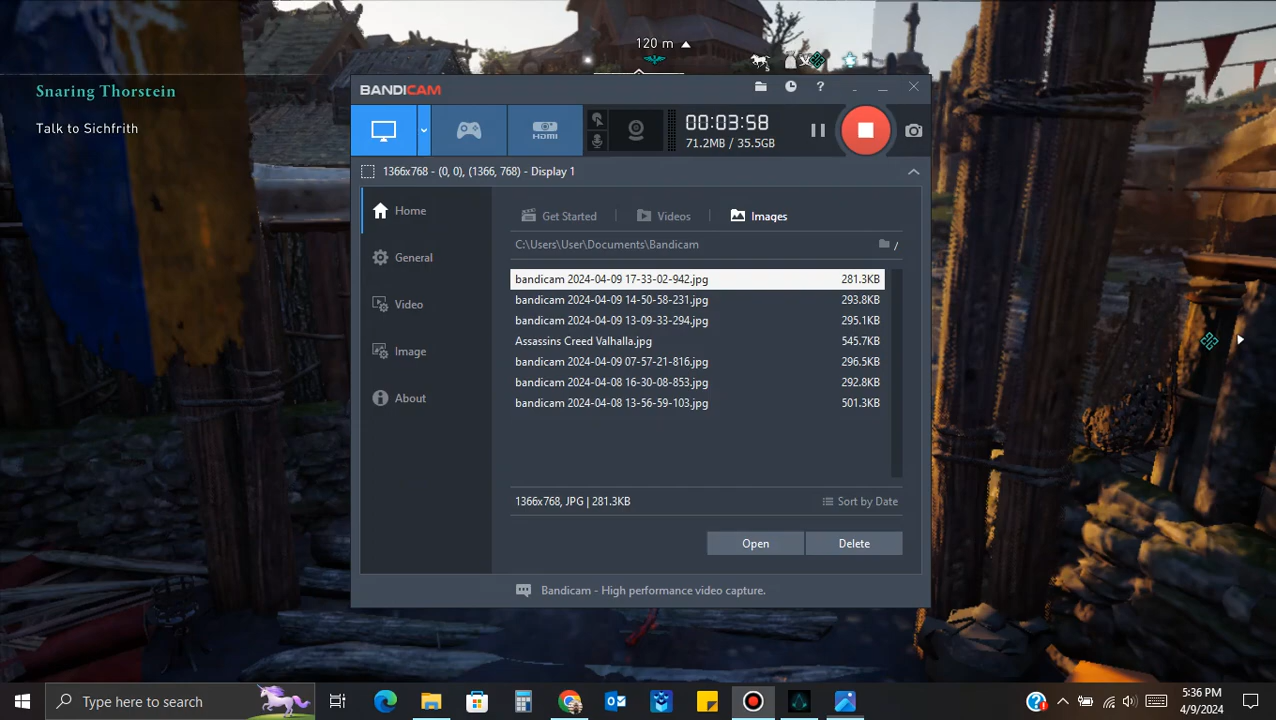 120 m
Snaring Thorstein
Talk to Sichfrith
BANDICAM
?
HDMI
00:03:58
71.2MB / 35.5GB
1366x768 - (0, 0), (1366, 768) - Display 1
Home
General
Video
Image
About
Get Started
Videos
Images
C:\Users\User\Documents\Bandicam
/
bandicam 2024-04-09 17-33-02-942.jpg 281.3KB
bandicam 2024-04-09 14-50-58-231.jpg 293.8KB
bandicam 2024-04-09 13-09-33-294.jpg 295.1KB
Assassins Creed Valhalla.jpg 545.7KB
bandicam 2024-04-09 07-57-21-816.jpg 296.5KB
bandicam 2024-04-08 16-30-08-853.jpg 292.8KB
bandicam 2024-04-08 13-56-59-103.jpg 501.3KB
1366x768, JPG | 281.3KB
Sort by Date
Open
Delete
Bandicam - High performance video capture.
Type here to search
5:36 PM
4/9/2024